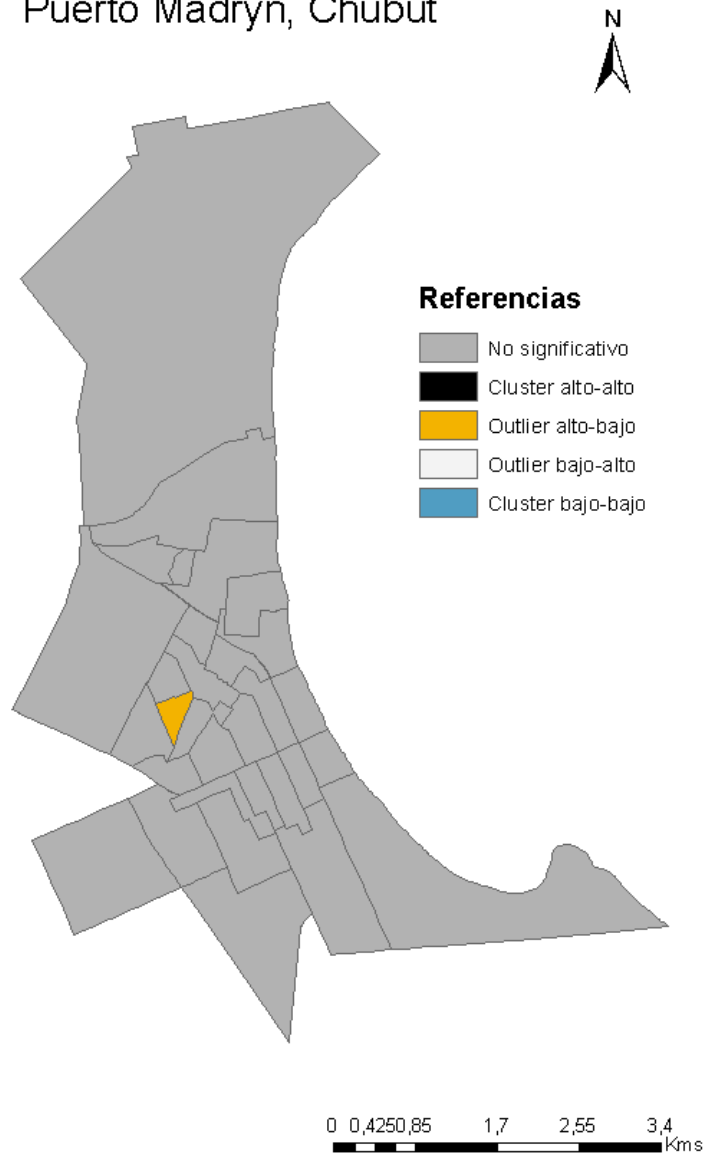 Puerto Madryn, Chubut
N
Referencias
No significativo
Cluster alto-alto
Outlier alto-bajo
Outlier bajo-alto
Cluster bajo-bajo
0 0,4250,85 1,7 2,55 3,4
Kms